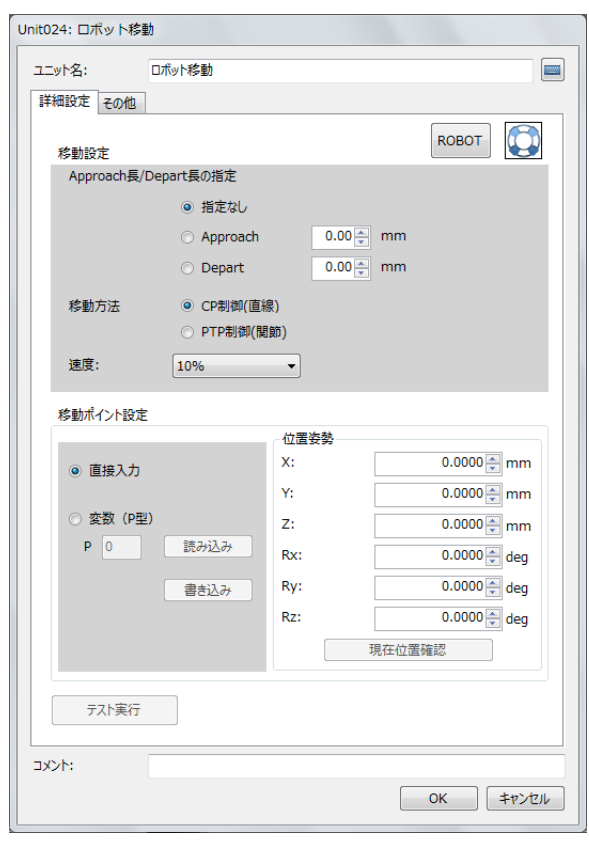 Unit024: ロボット移動
ユニット名: ロボット移動
詳細設定 その他
ROBOT
移動設定
Approach長/Depart長の指定
指定なし
Approach 0.00 mm
Depart 0.00 mm
移動方法 CP制御(直線)
PTP制御(関節)
速度: 10%
移動ポイント設定
位置姿勢
直接入力
変数（P型）
P 0 読み込み
書き込み
X: 0.0000 mm
Y: 0.0000 mm
Z: 0.0000 mm
Rx: 0.0000 deg
Ry: 0.0000 deg
Rz: 0.0000 deg
現在位置確認
テスト実行
コメント:
OK キャンセル